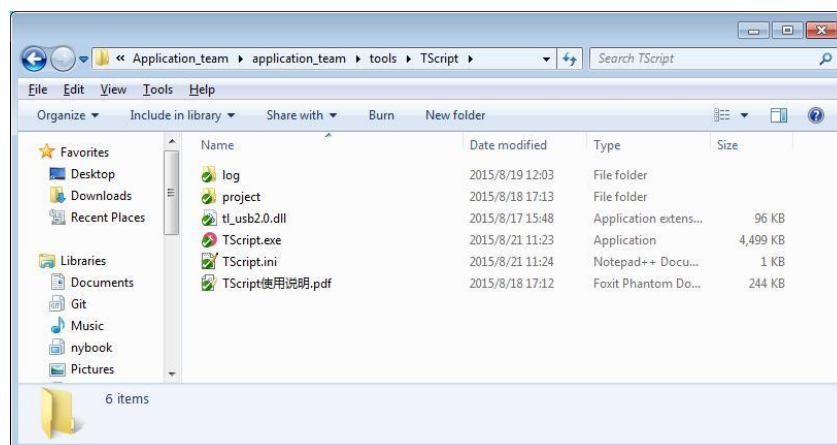 « Application_team ▸ application_team ▸ tools ▸ TScript ▸ Search TScript
File Edit View Tools Help
Organize ▾ Include in library ▾ Share with ▾ Burn New folder
Name Date modified Type Size
Favorites
Desktop
Downloads
Recent Places
Libraries
Documents
Git
Music
nybook
Pictures
log 2015/8/19 12:03 File folder
project 2015/8/18 17:13 File folder
tl_usb2.0.dll 2015/8/17 15:48 Application extens... 96 KB
TScript.exe 2015/8/21 11:23 Application 4,499 KB
TScript.ini 2015/8/21 11:24 Notepad++ Docu... 1 KB
TScript使用说明.pdf 2015/8/18 17:12 Foxit Phantom Do... 244 KB
6 items